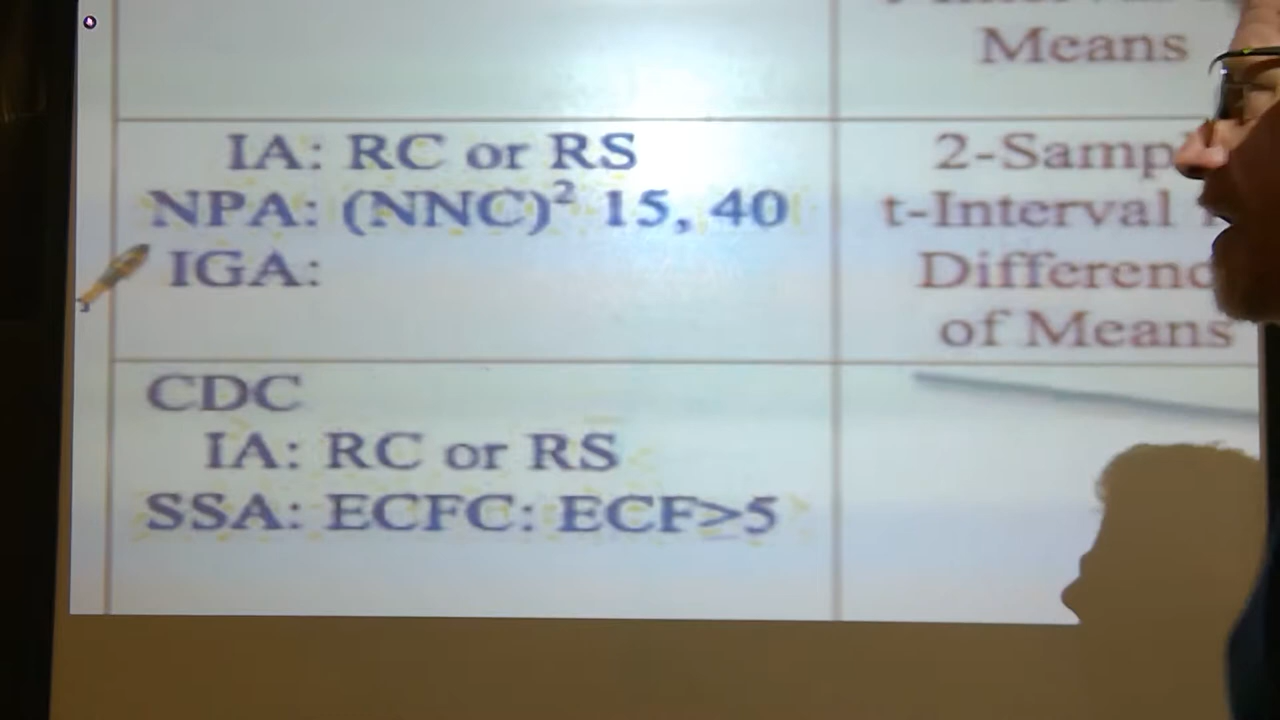 Means
IA: RC or RS
NPA: (NNC)² 15, 40
IGA:
t-Interval
of Means
CDC
IA: RC or RS
SSA: ECFC: ECF≥5